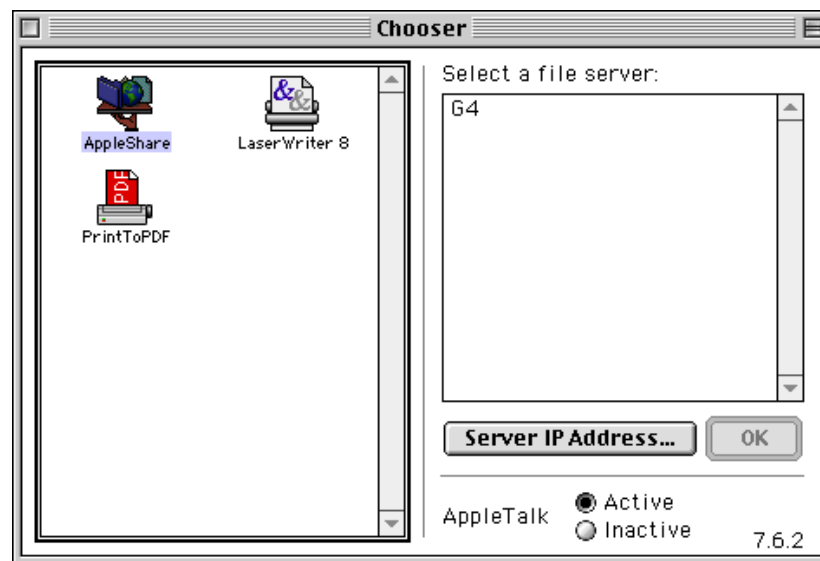 Chooser
AppleShare
LaserWriter 8
PDF
PrintToPDF
Select a file server:
G4
Server IP Address...
OK
AppleTalk
Active
Inactive
7.6.2